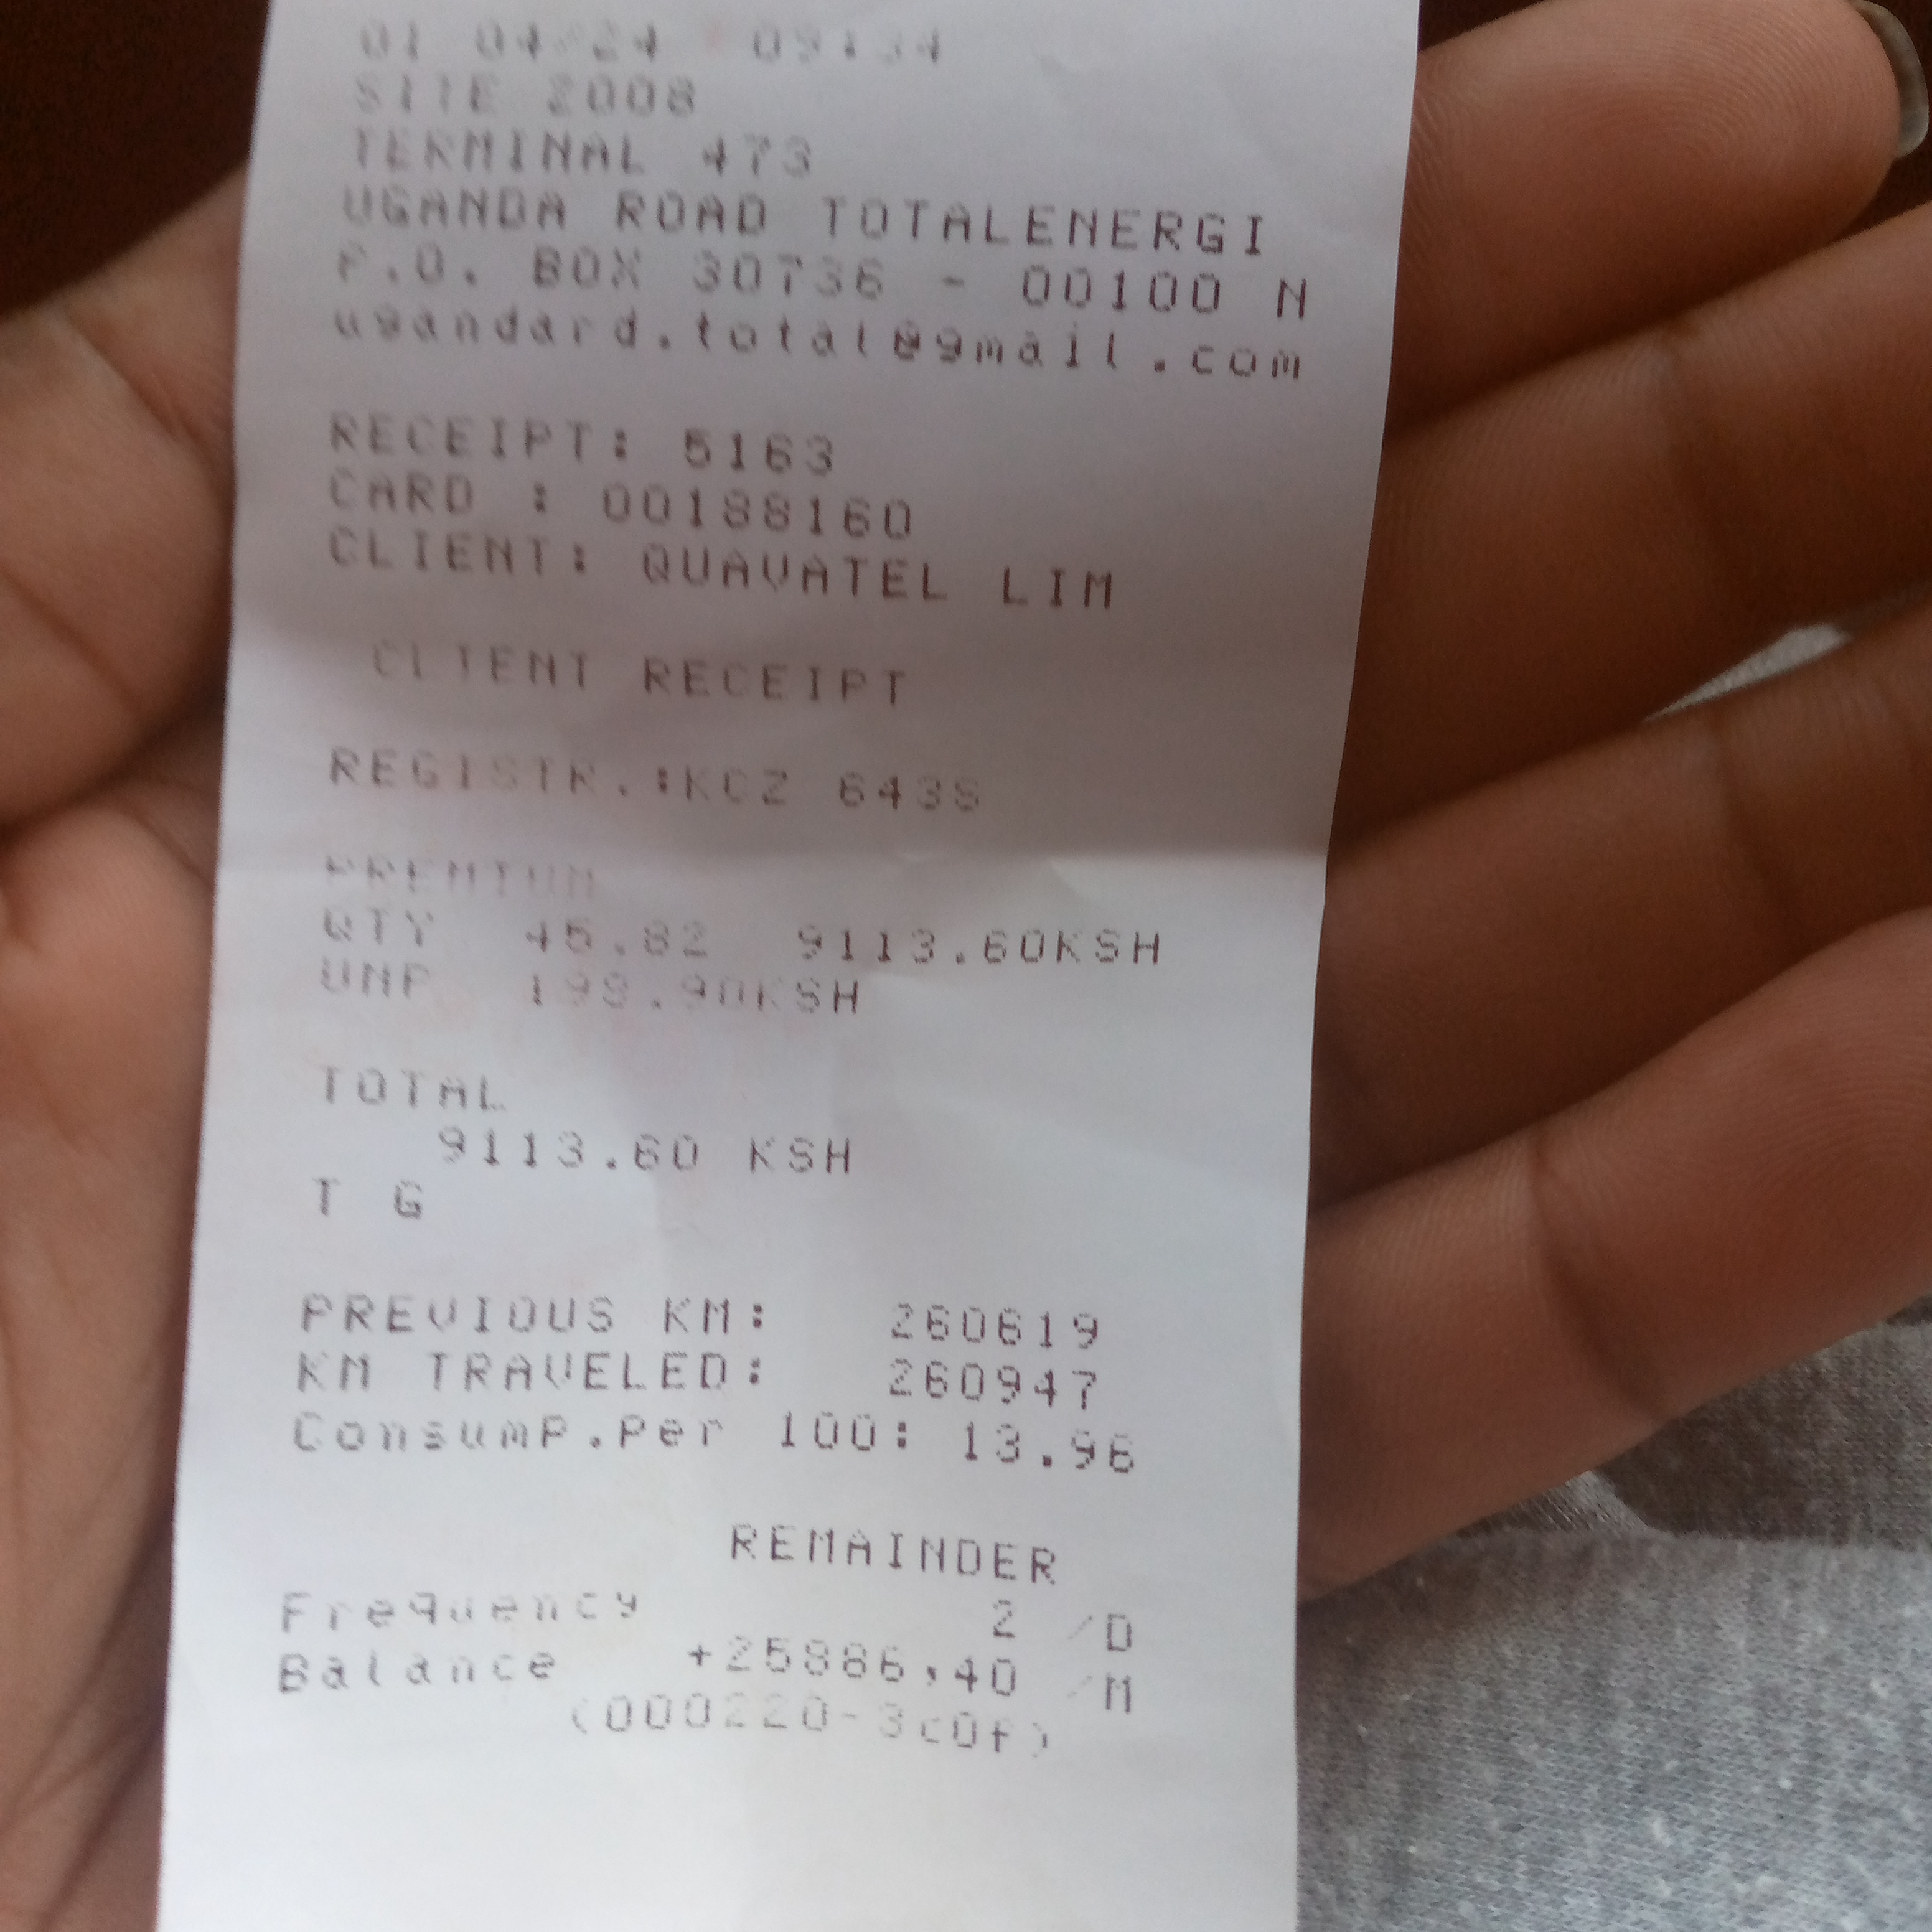 01/04/24 09:34
SITE 2008
TERMINAL 473
UGANDA ROAD TOTALENERGI
P.O. BOX 30736 - 00100 N
ugandard.total@gmail.com
RECEIPT: 5163
CARD : 00188160
CLIENT: QUAVATEL LIM
CLIENT RECEIPT
REGISTR.:KCZ 643S
PREMIUM
QTY 45.82 9113.60KSH
UNP 198.90KSH
TOTAL
9113.60 KSH
T G
PREVIOUS KM: 260619
KM TRAVELED: 260947
Consump.Per 100: 13.96
REMAINDER
Frequency 2 /D
Balance +25886,40 /M
(000220-3c0f)